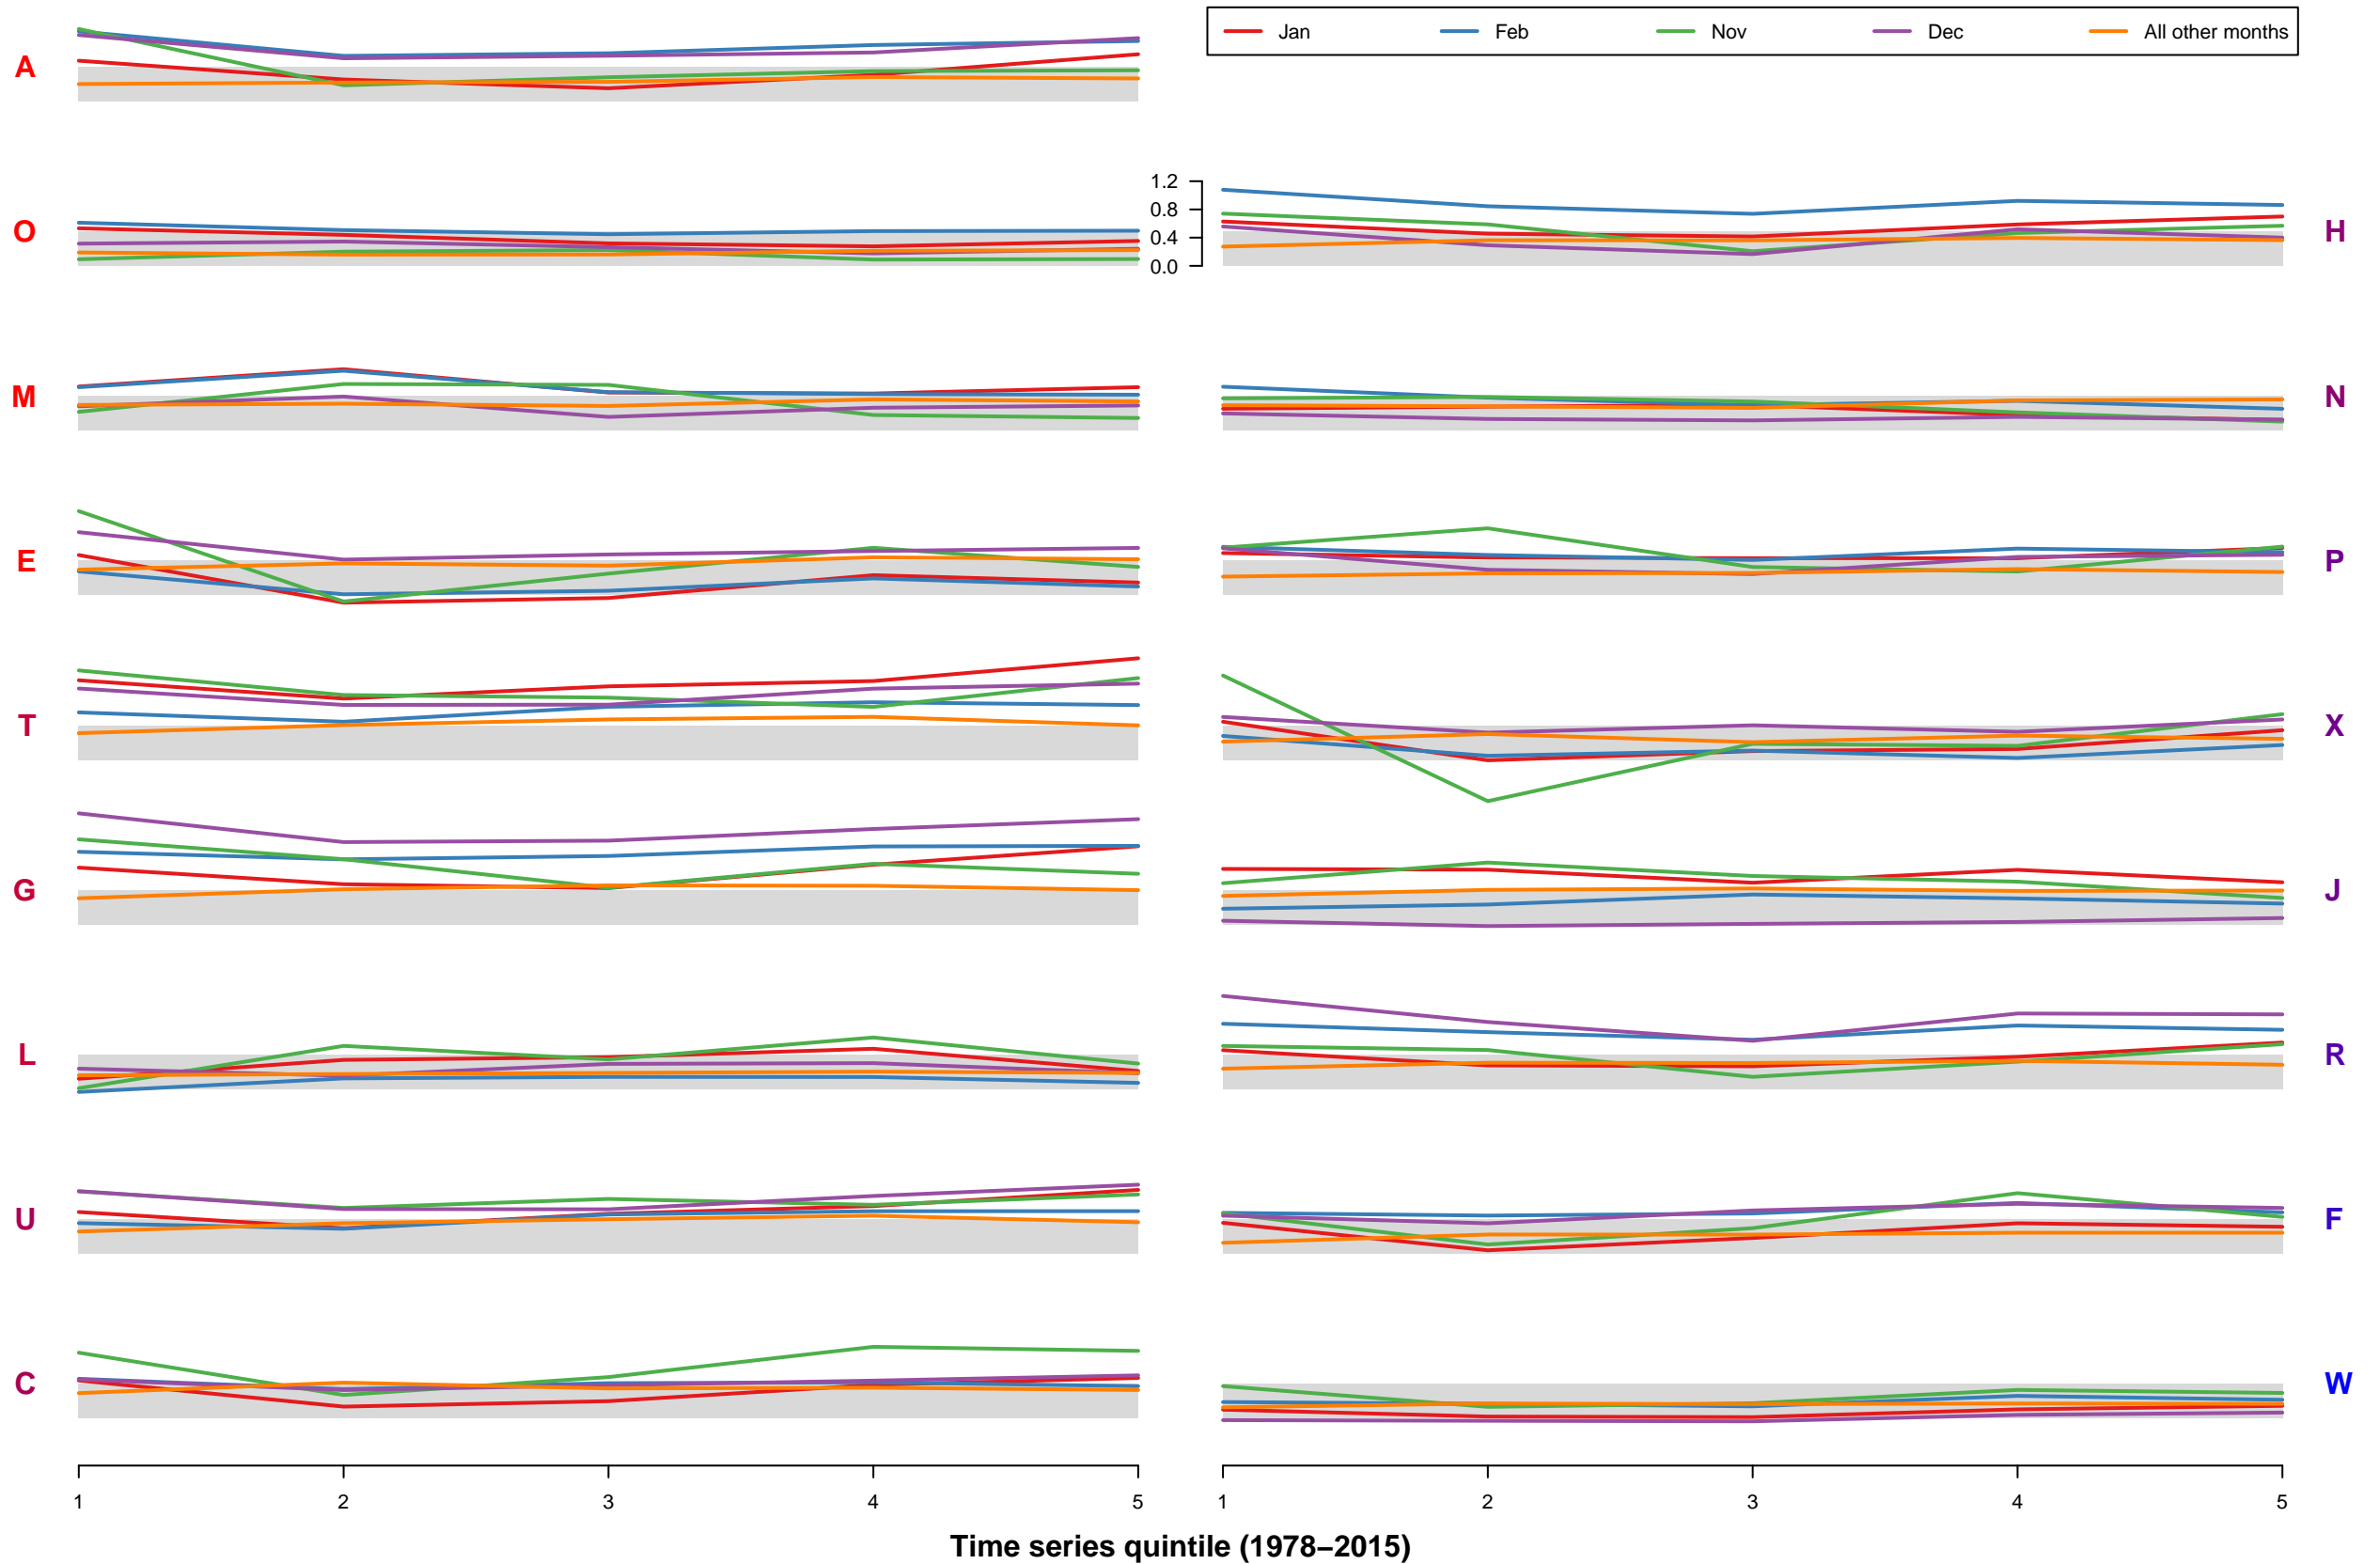 Jan Feb Nov Dec All other months
A
O
1.2
0.8
0.4
0.0
H
M
N
E
P
T
X
G
J
L
R
U
F
C
W
1 2 3 4 5 1 2 3 4 5
Time series quintile (1978–2015)